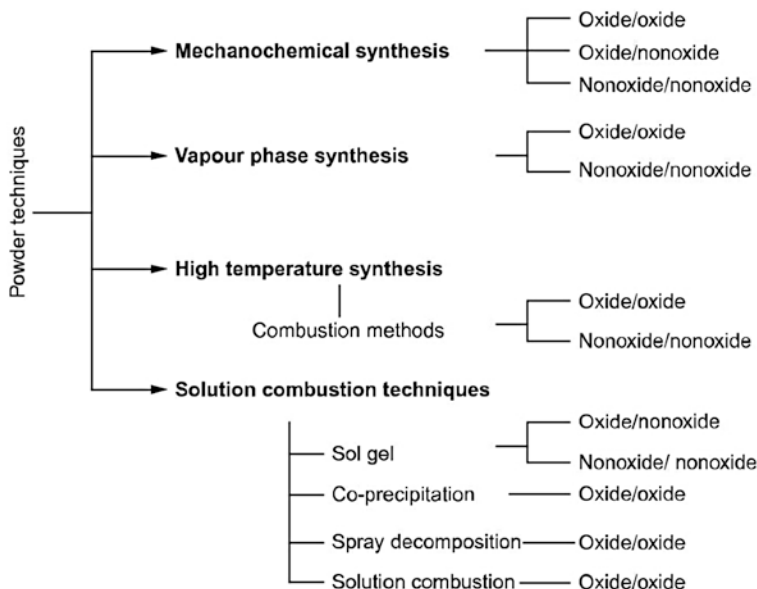 Oxide/oxide
Mechanochemical synthesis
Oxide/nonoxide
Nonoxide/nonoxide
Oxide/oxide
Vapour phase synthesis
Nonoxide/nonoxide
Powder techniques
High temperature synthesis
Oxide/oxide
Combustion methods
Nonoxide/nonoxide
Solution combustion techniques
Oxide/nonoxide
Sol gel
Nonoxide/ nonoxide
Co-precipitation
Oxide/oxide
Spray decomposition
Oxide/oxide
Solution combustion
Oxide/oxide